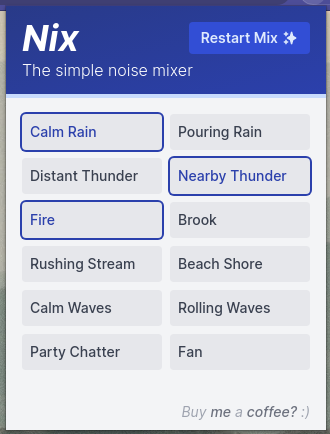 Nix
Restart Mix
The simple noise mixer
Calm Rain
Pouring Rain
Distant Thunder
Nearby Thunder
Fire
Brook
Rushing Stream
Beach Shore
Calm Waves
Rolling Waves
Party Chatter
Fan
Buy me a coffee? :)